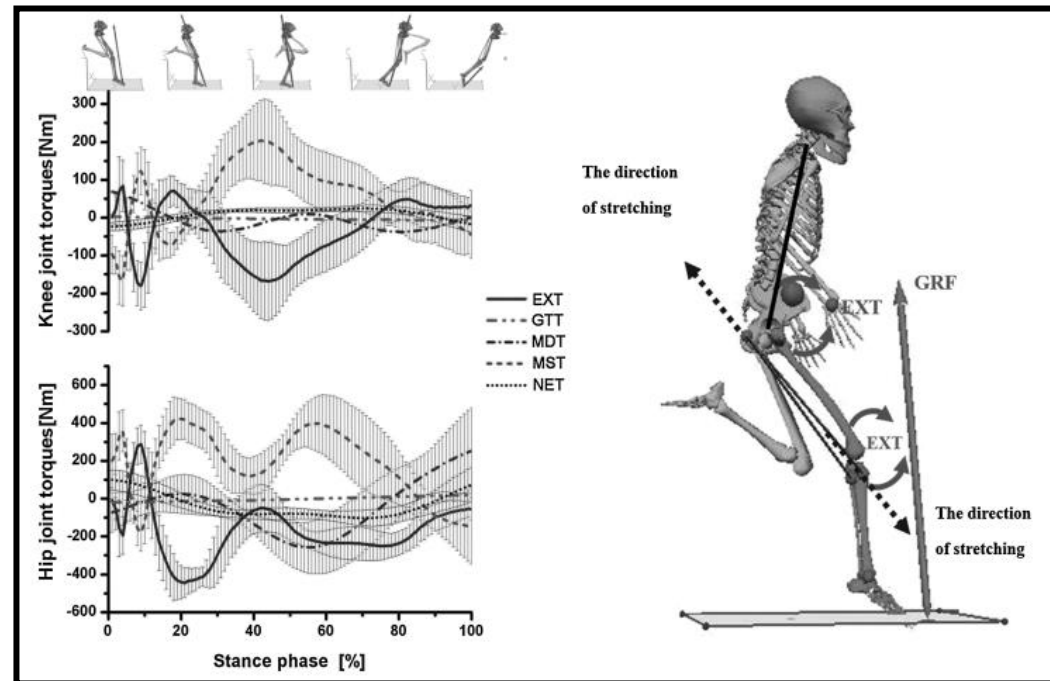 Knee joint torques[Nm]
300
200
100
0
-100
-200
-300
Hip joint torques[Nm]
600
400
200
0
-200
-400
-600
0
20
40
60
80
100
Stance phase [%]
EXT
GTT
MDT
MST
NET
The direction
of stretching
EXT
GRF
EXT
The direction
of stretching